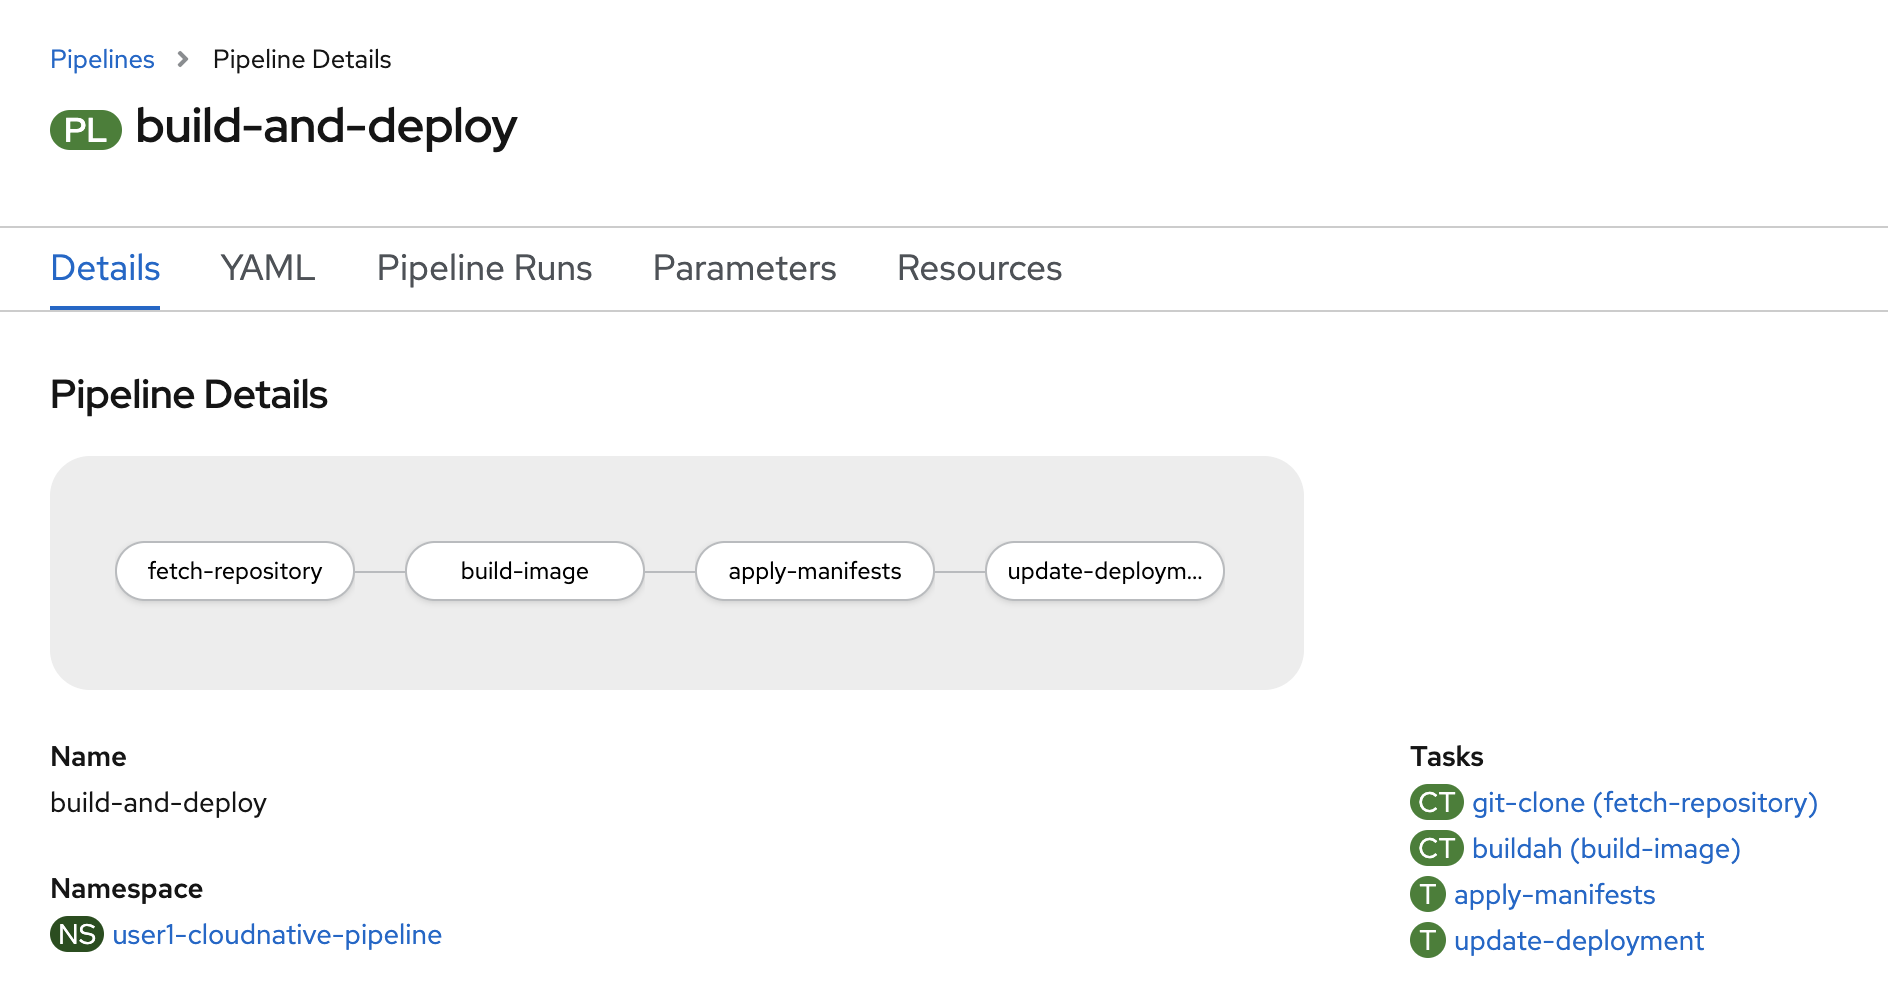 Pipelines > Pipeline Details
PL build-and-deploy
Details YAML Pipeline Runs Parameters Resources
Pipeline Details
fetch-repository build-image apply-manifests update-deploym...
Name
build-and-deploy
Namespace
NS user1-cloudnative-pipeline
Tasks
CT git-clone (fetch-repository)
CT buildah (build-image)
T apply-manifests
T update-deployment